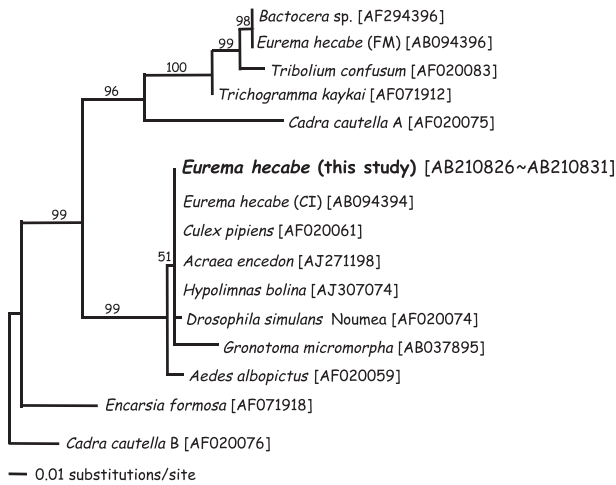 98
Bactocera sp. [AF294396]
99
Eurema hecabe (FM) [AB094396]
100
Tribolium confusum [AF020083]
96
Trichogramma kaykai [AF071912]
Cadra cautella A [AF020075]
Eurema hecabe (this study) [AB210826~AB210831]
Eurema hecabe (CI) [AB094394]
99
Culex pipiens [AF020061]
51
Acraea encedon [AJ271198]
Hypolimnas bolina [AJ307074]
99
Drosophila simulans Noumea [AF020074]
Gronotoma micromorpha [AB037895]
Aedes albopictus [AF020059]
Encarsia formosa [AF071918]
Cadra cautella B [AF020076]
0.01 substitutions/site